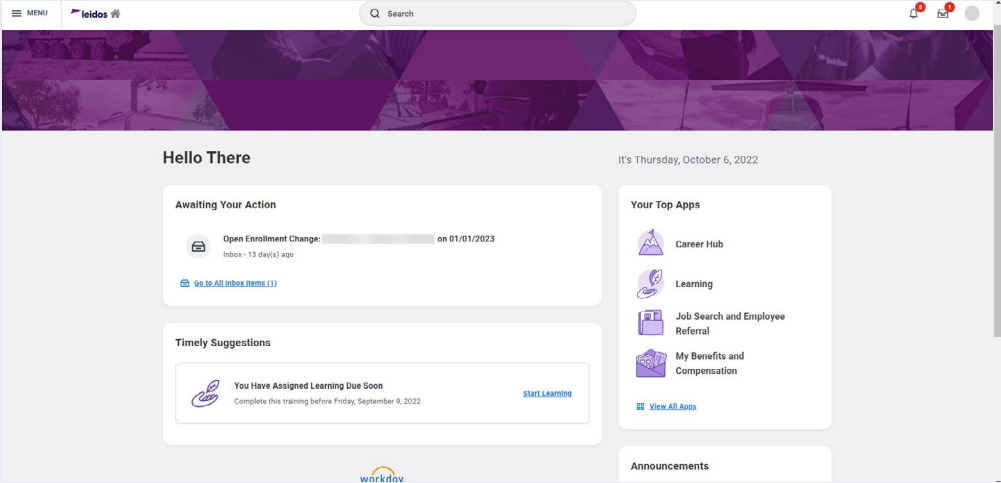 MENU
leidos
Search
3
1
Hello There
It's Thursday, October 6, 2022
Awaiting Your Action
Open Enrollment Change: on 01/01/2023
Inbox - 13 day(s) ago
Go to All Inbox Items (1)
Timely Suggestions
You Have Assigned Learning Due Soon
Complete this training before Friday, September 9, 2022
Start Learning
Your Top Apps
Career Hub
Learning
Job Search and Employee
Referral
My Benefits and
Compensation
View All Apps
Announcements
workday